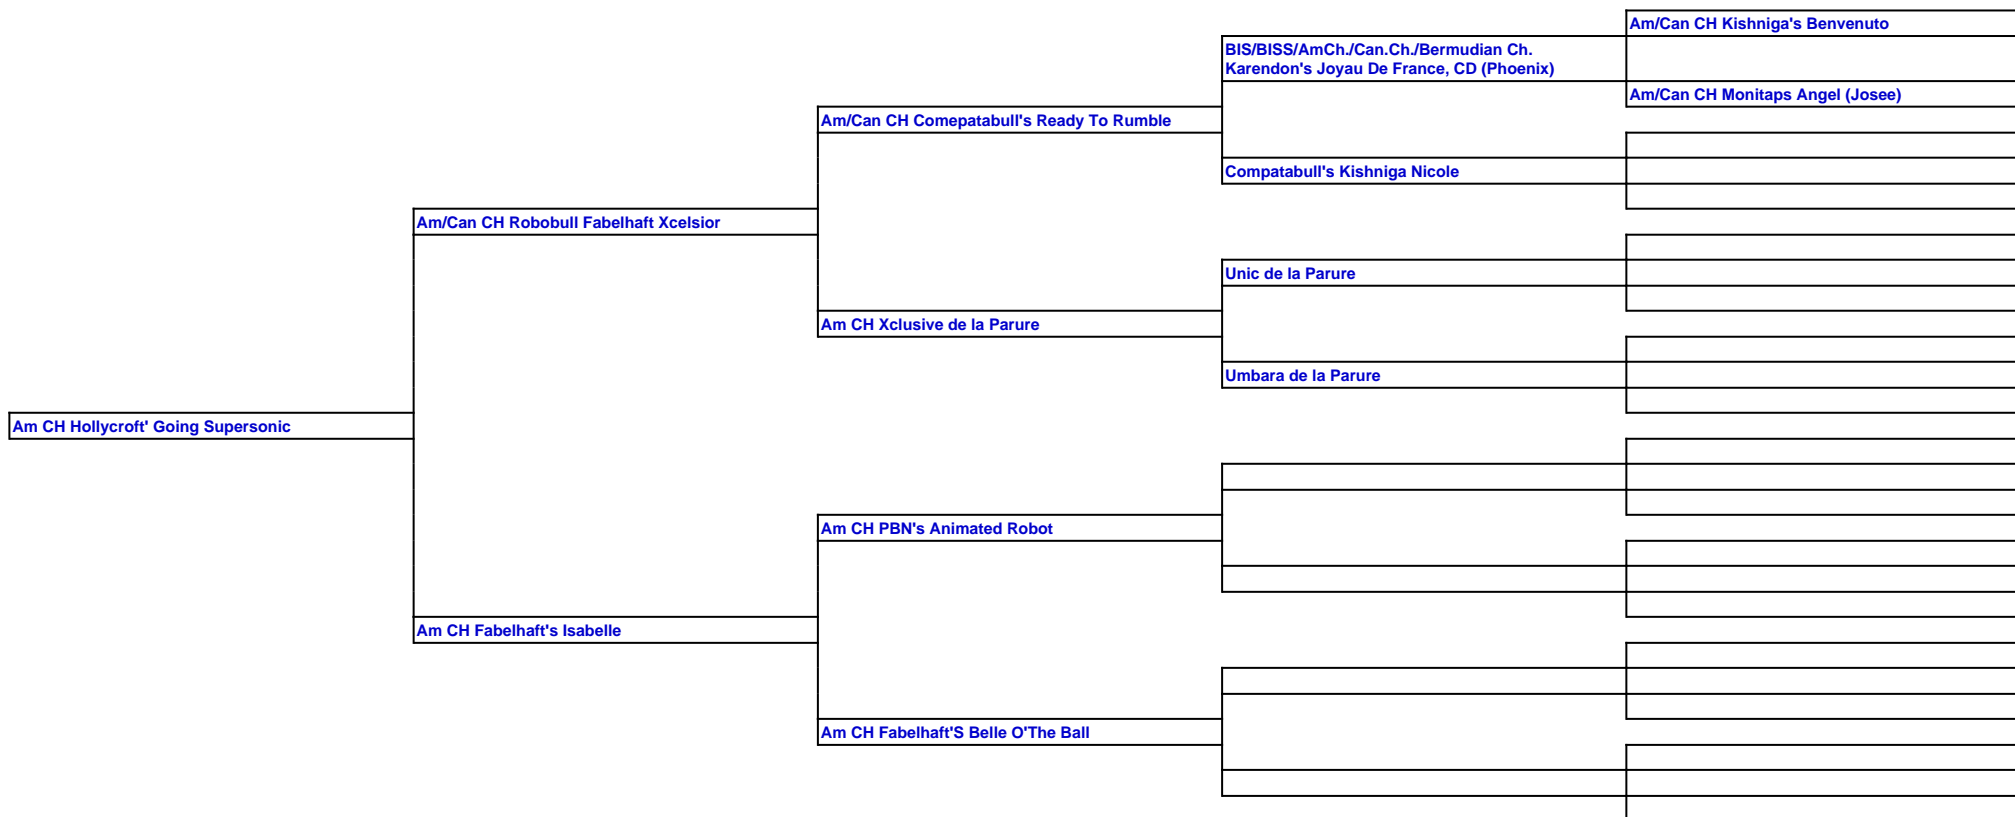 Am/Can CH Kishniga's Benvenuto
BIS/BISS/AmCh./Can.Ch./Bermudian Ch.
Karendon's Joyau De France, CD (Phoenix)
Am/Can CH Monitaps Angel (Josee)
Am/Can CH Comepatabull's Ready To Rumble
Compatabull's Kishniga Nicole
Am/Can CH Robobull Fabelhaft Xcelsior
Unic de la Parure
Am CH Xclusive de la Parure
Umbara de la Parure
Am CH Hollycroft' Going Supersonic
Am CH PBN's Animated Robot
Am CH Fabelhaft's Isabelle
Am CH Fabelhaft'S Belle O'The Ball